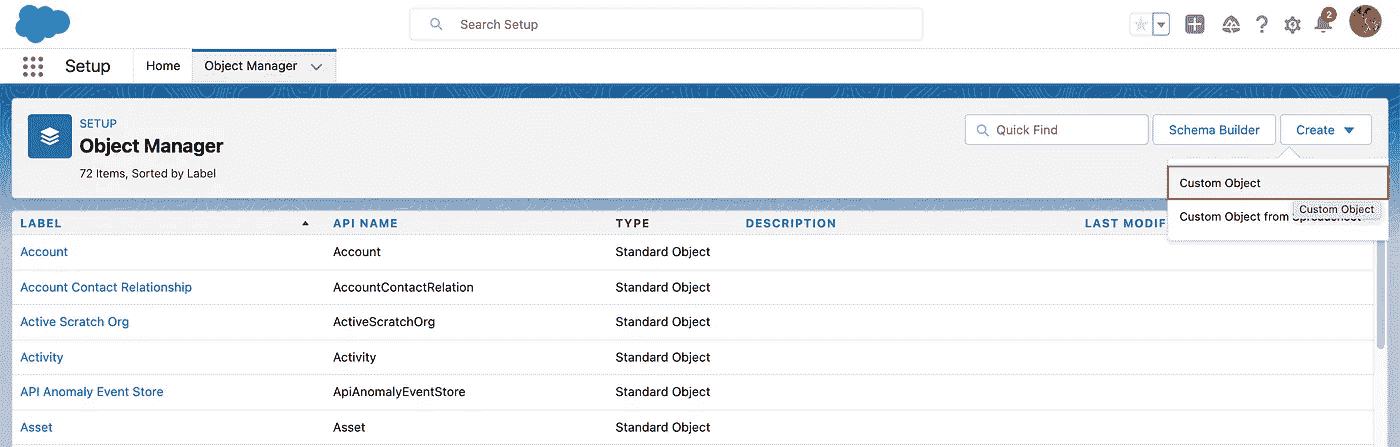 Search Setup
2
Setup Home Object Manager
SETUP
Object Manager
72 Items, Sorted by Label
Quick Find Schema Builder Create
Custom Object
Custom Object from Spreadsheet
Custom Object
LABEL API NAME TYPE DESCRIPTION LAST MODIF
Account Account Standard Object
Account Contact Relationship AccountContactRelation Standard Object
Active Scratch Org ActiveScratchOrg Standard Object
Activity Activity Standard Object
API Anomaly Event Store ApiAnomalyEventStore Standard Object
Asset Asset Standard Object